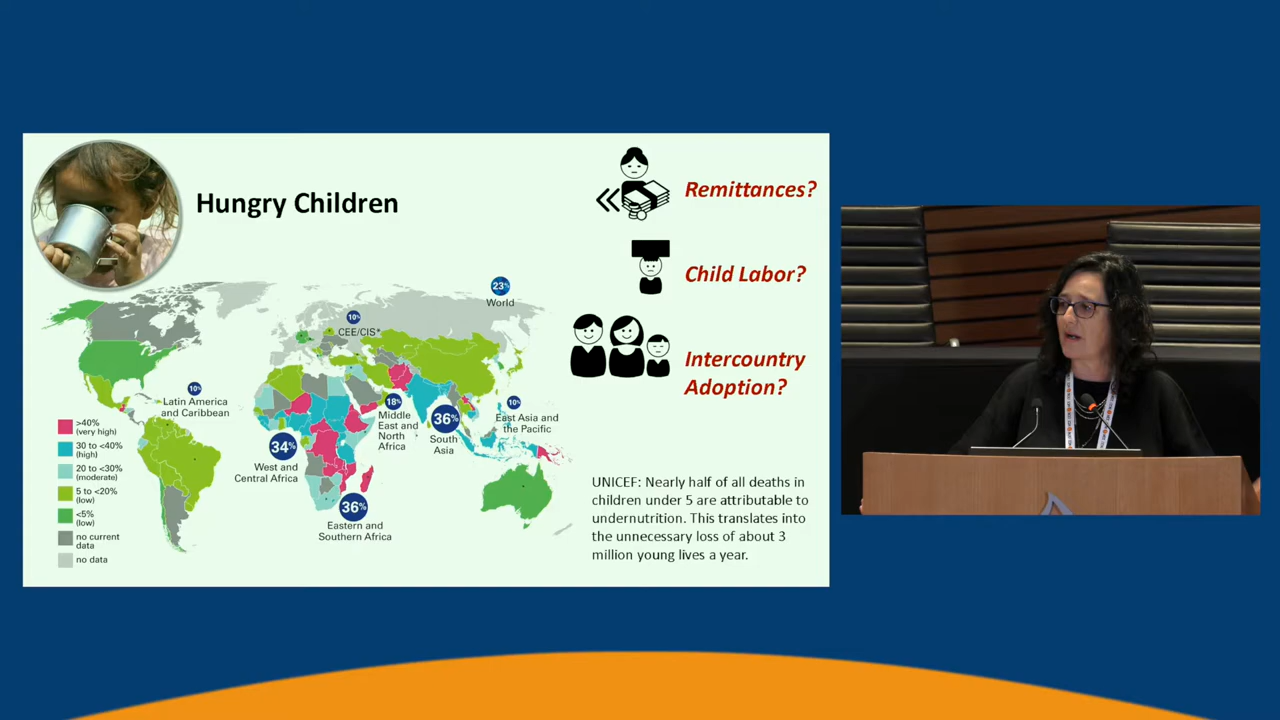 Hungry Children
Remittances?
Child Labor?
Intercountry
Adoption?
23%
World
10%
CEE/CIS*
10%
Latin America
and Caribbean
18%
Middle
East and
North
Africa
36%
South
Asia
10%
East Asia and
the Pacific
34%
West and
Central Africa
36%
Eastern and
Southern Africa
>40%
(very high)
30 to <40%
(high)
20 to <30%
(moderate)
5 to <20%
(low)
<5%
(low)
no current
data
no data
UNICEF: Nearly half of all deaths in
children under 5 are attributable to
undernutrition. This translates into
the unnecessary loss of about 3
million young lives a year.